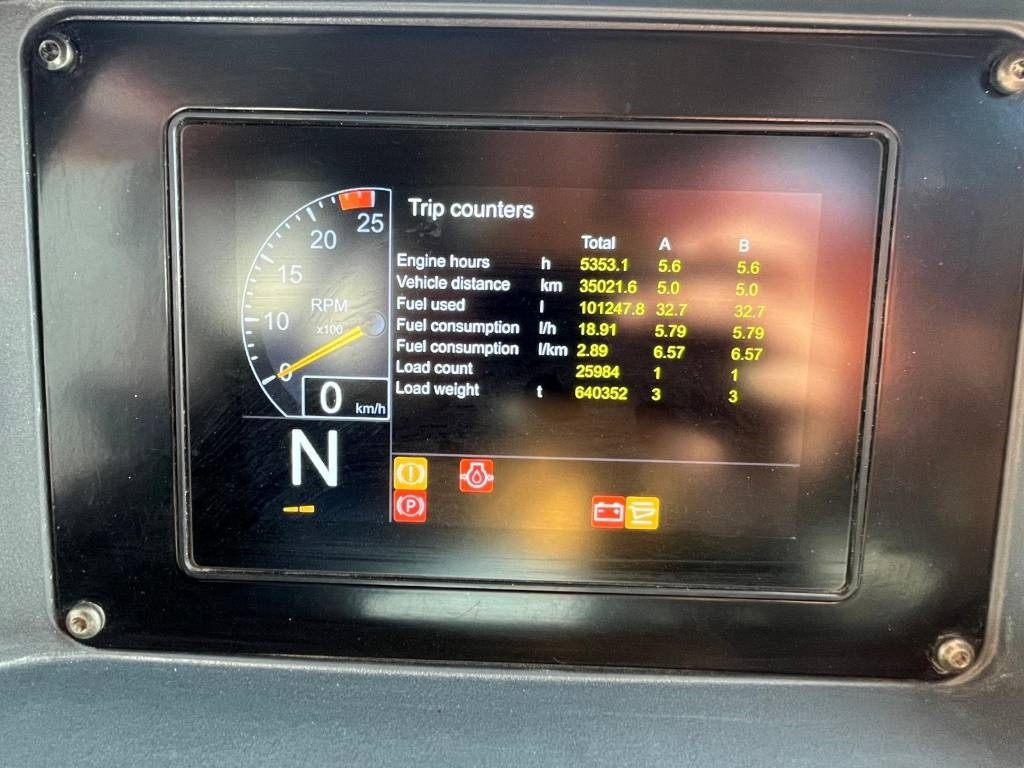 Trip counters
Total A B
Engine hours h 5353.1 5.6 5.6
Vehicle distance km 35021.6 5.0 5.0
Fuel used l 101247.8 32.7 32.7
Fuel consumption l/h 18.91 5.79 5.79
Fuel consumption l/km 2.89 6.57 6.57
Load count 25984 1 1
Load weight t 640352 3 3
25
20
15
10
0
RPM
x100
0 km/h
N
P